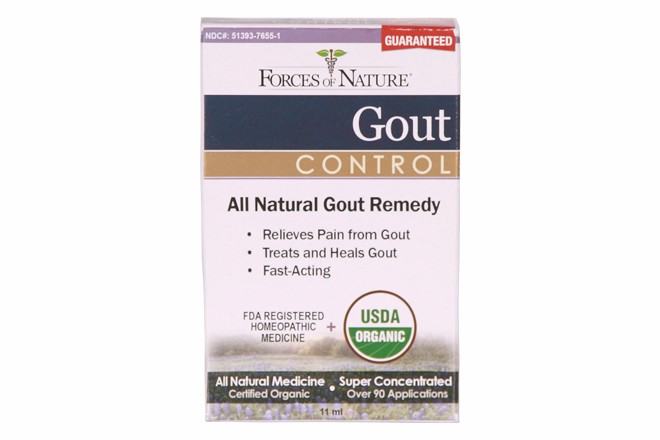 NDC#: 51393-7655-1
GUARANTEED
FORCES OF NATURE™
Gout
CONTROL
All Natural Gout Remedy
• Relieves Pain from Gout
• Treats and Heals Gout
• Fast-Acting
FDA REGISTERED
HOMEOPATHIC
MEDICINE
+
USDA
ORGANIC
All Natural Medicine • Super Concentrated
Certified Organic Over 90 Applications
11 ml